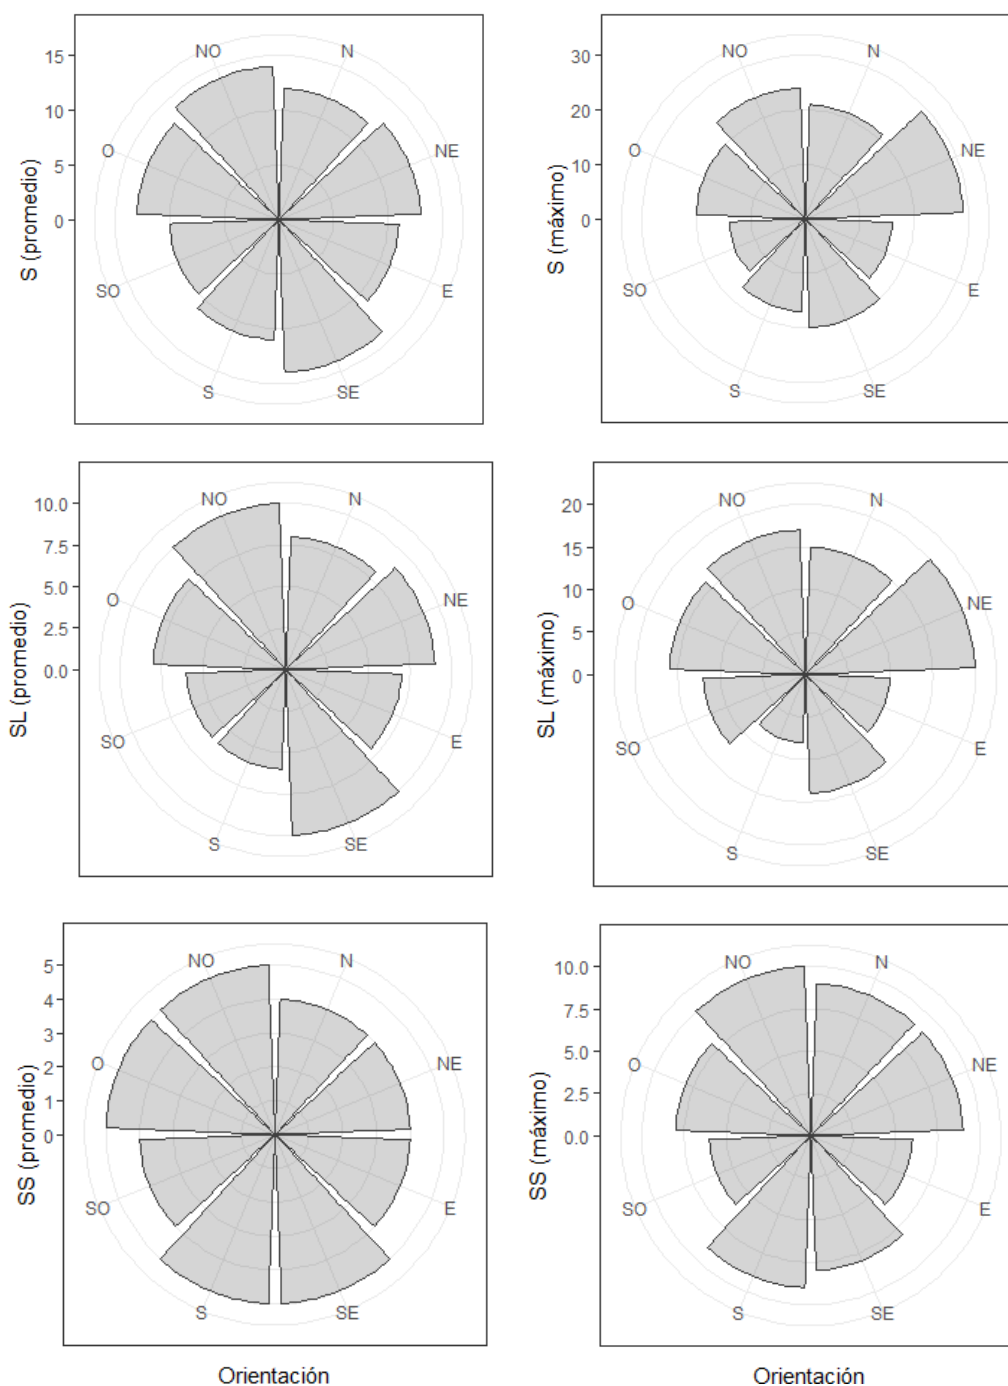 S (promedio)
15
10
5
0
NO
N
O
NE
SO
E
S
SE
S (máximo)
30
20
10
0
NO
N
O
NE
SO
E
S
SE
SL (promedio)
10.0
7.5
5.0
2.5
0.0
NO
N
O
NE
SO
E
S
SE
SL (máximo)
20
15
10
5
0
NO
N
O
NE
SO
E
S
SE
SS (promedio)
5
4
3
2
1
0
NO
N
O
NE
SO
E
S
SE
Orientación
SS (máximo)
10.0
7.5
5.0
2.5
0.0
NO
N
O
NE
SO
E
S
SE
Orientación